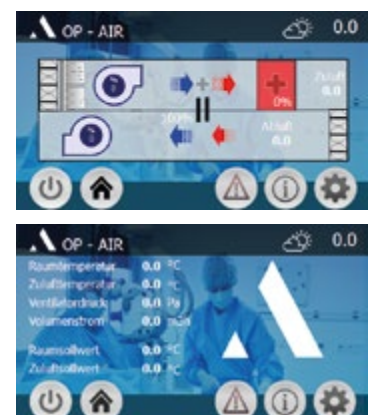 OP - AIR 0.0
Zuluft
0.0
0%
100%
Abluft
0.0
OP - AIR 0.0
Raumtemperatur 0.0 °C
Zulufttemperatur 0.0 °C
Ventilatordruck 0.0 Pa
Volumenstrom 0.0
Raumsollwert 0.0 °C
Zuluftsollwert 0.0 °C